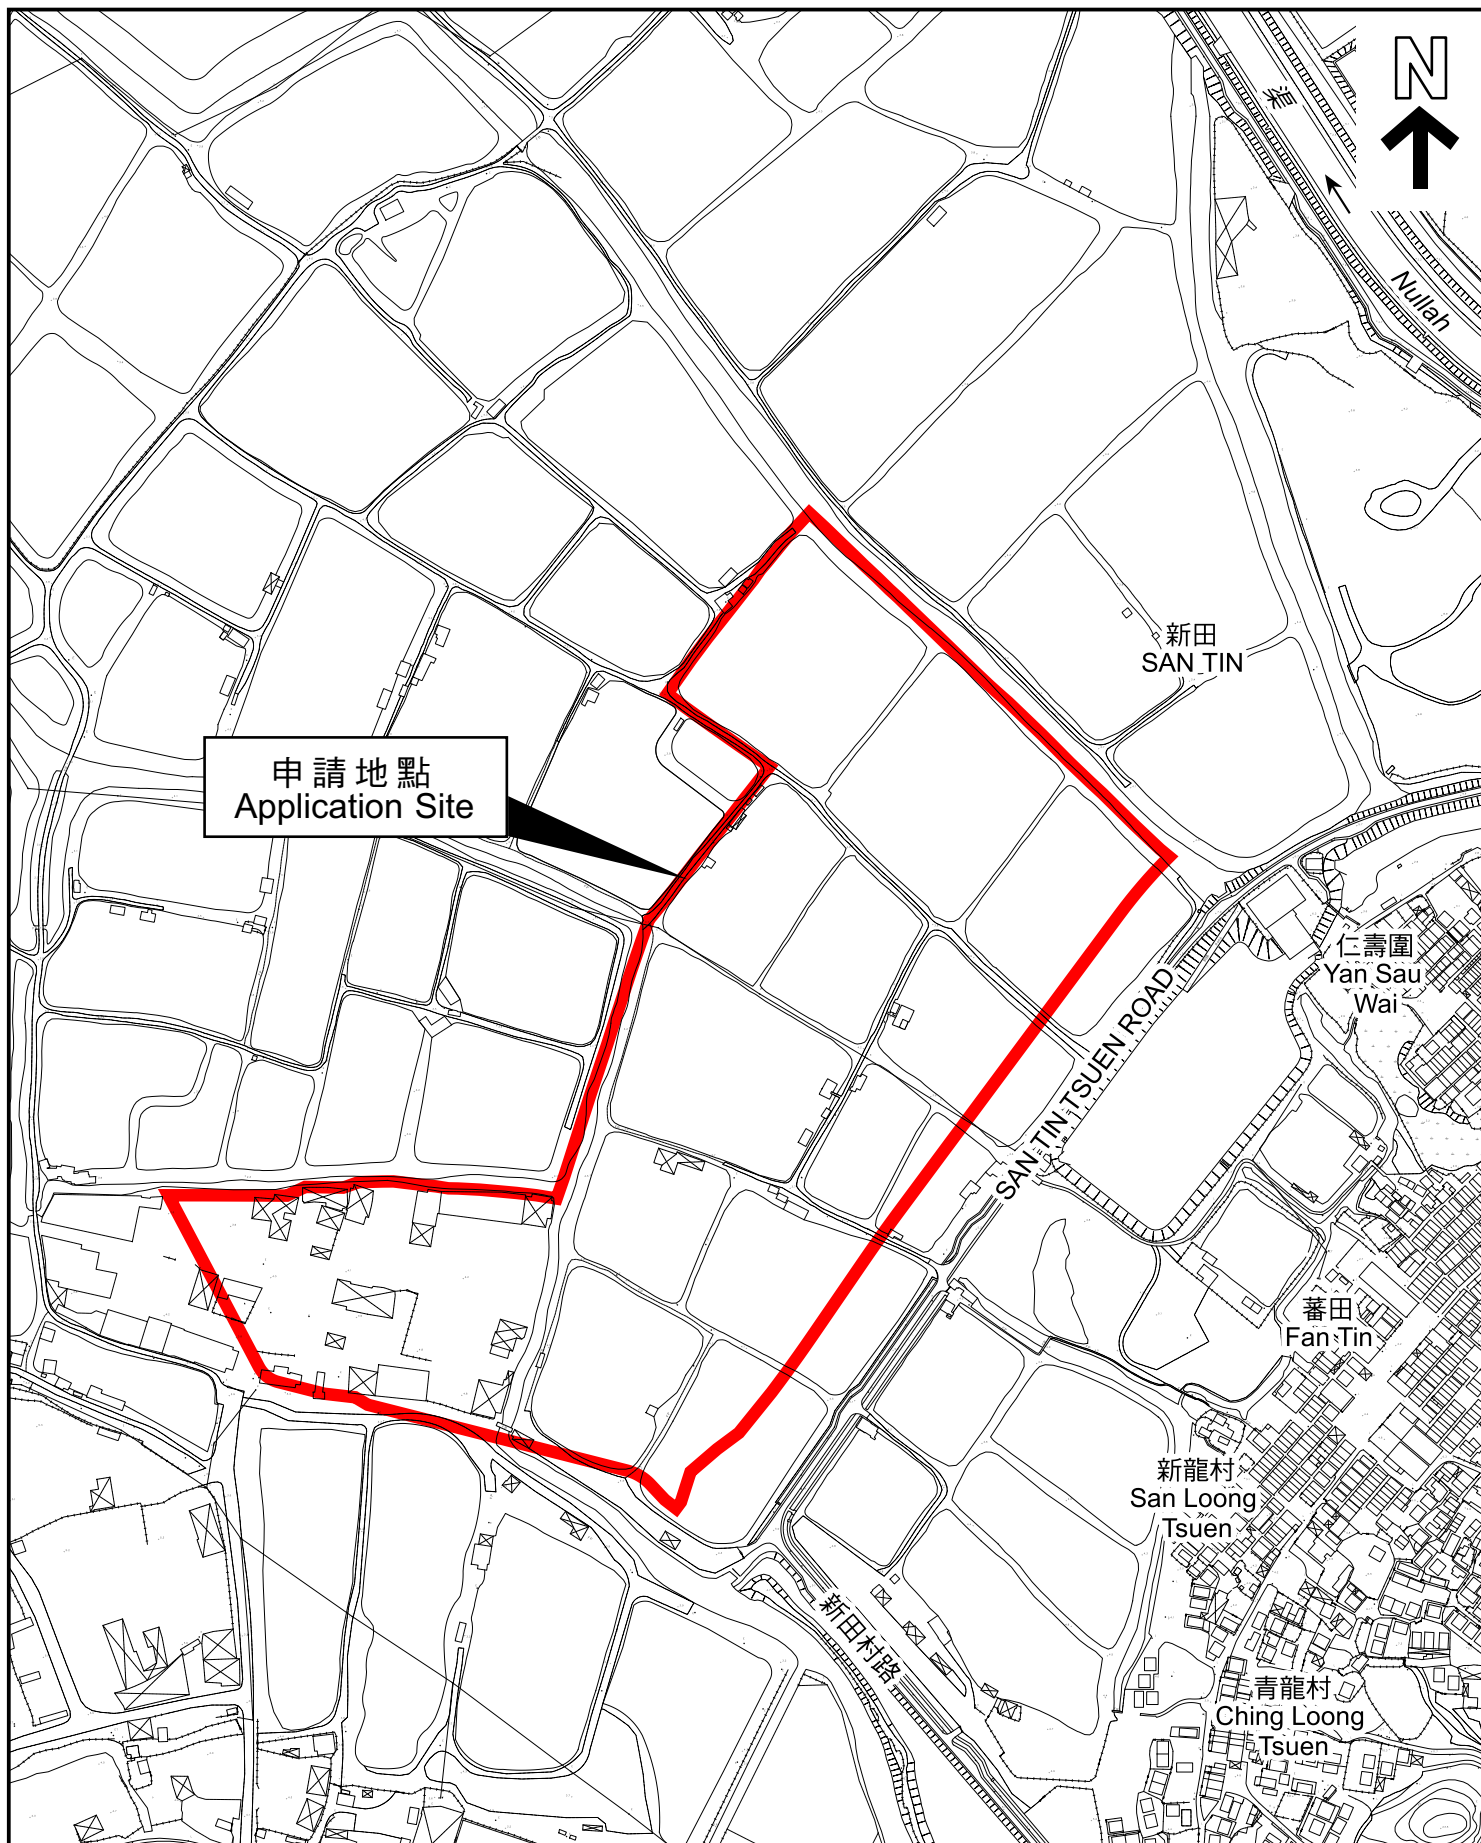 N
渠
Nullah
新田
SAN TIN
申請地點
Application Site
仁壽圍
Yan Sau
Wai
SAN TIN TSUEN ROAD
蕃田
Fan Tin
新龍村
San Loong
Tsuen
新田村路
青龍村
Ching Loong
Tsuen